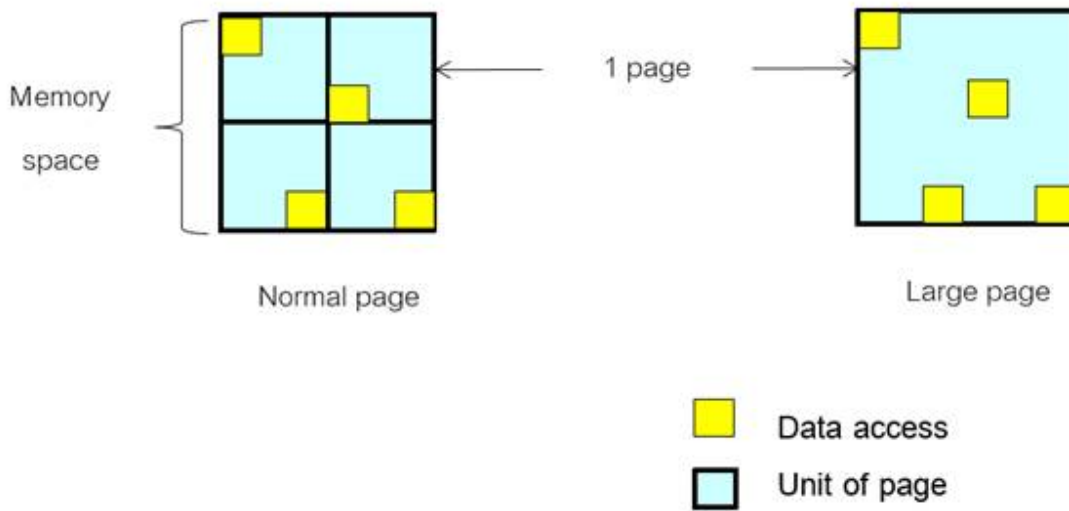 Memory
space
1 page
Normal page
Large page
Data access
Unit of page